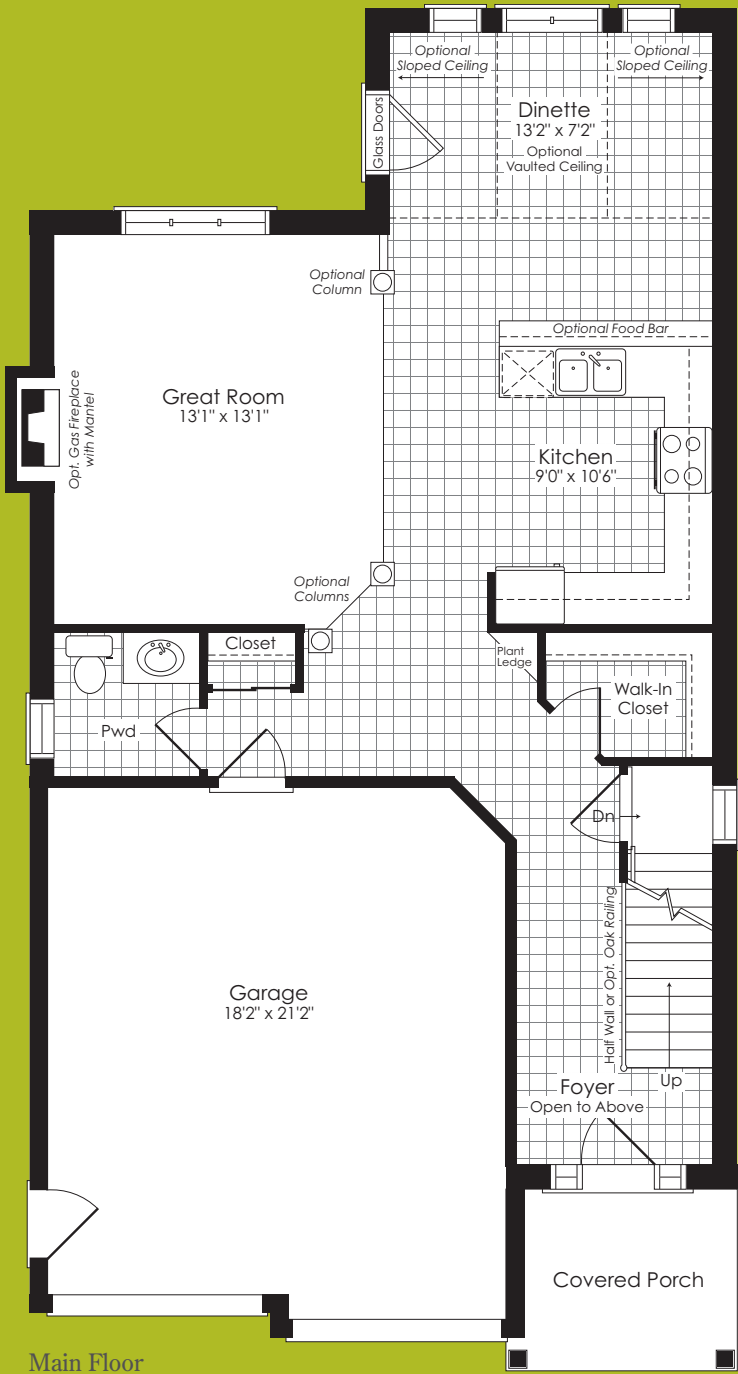 Optional
Sloped Ceiling
Optional
Sloped Ceiling
Glass Doors
Dinette
13'2" x 7'2"
Optional
Vaulted Ceiling
Optional
Column
Optional Food Bar
Opt. Gas Fireplace
with Mantel
Great Room
13'1" x 13'1"
Kitchen
9'0" x 10'6"
Optional
Columns
Closet
Plant
Ledge
Walk-In
Closet
Pwd
Dn
Half Wall or Opt. Oak Railing
Garage
18'2" x 21'2"
Foyer
Open to Above
Up
Covered Porch
Main Floor